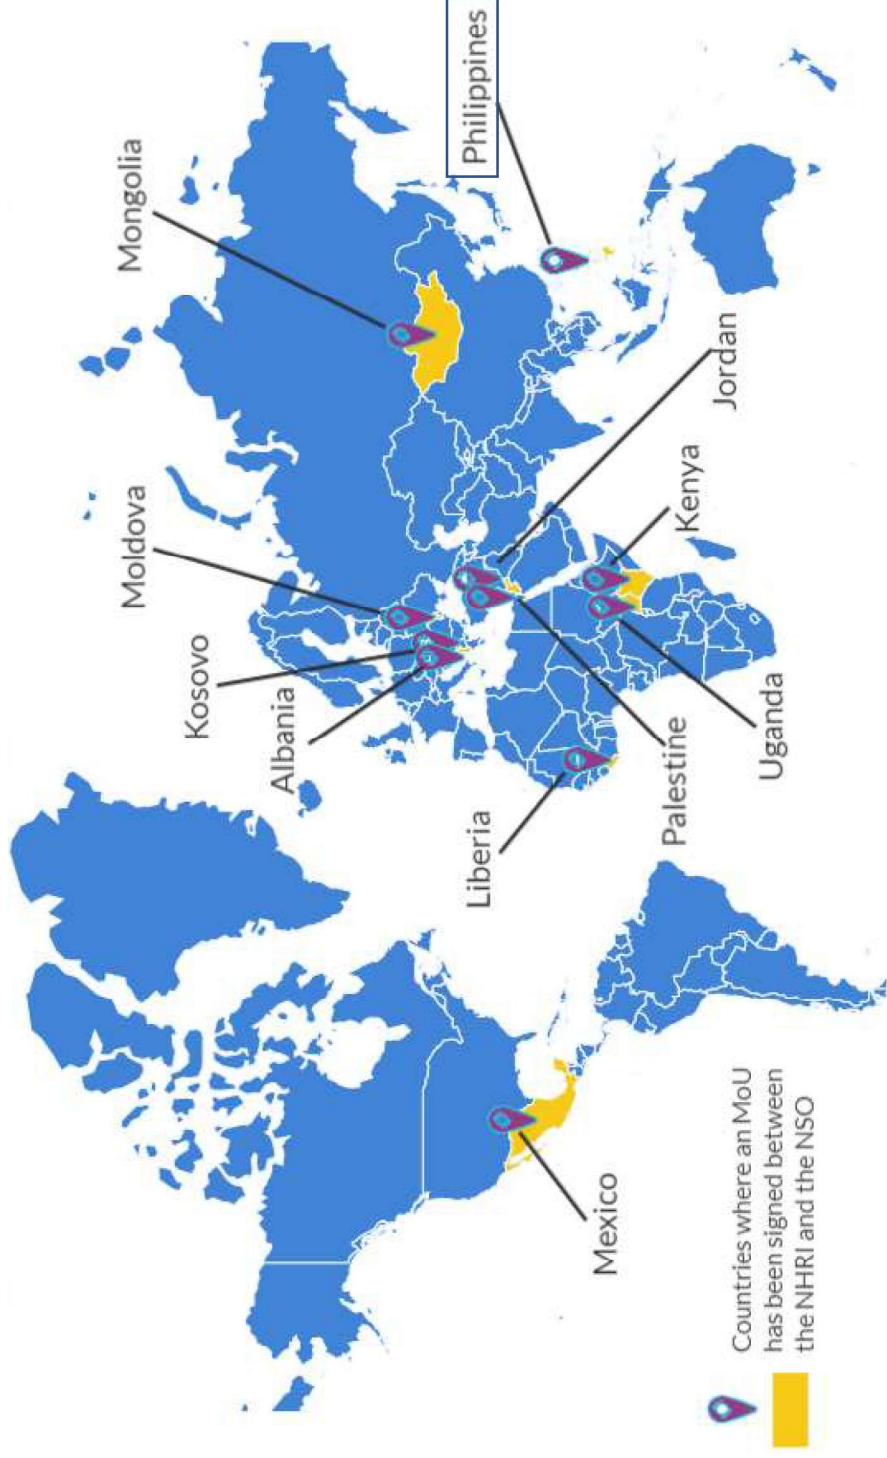 Mongolia
Philippines
Moldova
Kosovo
Albania
Jordan
Kenya
Liberia
Palestine
Uganda
Mexico
Countries where an MoU
has been signed between
the NHRI and the NSO